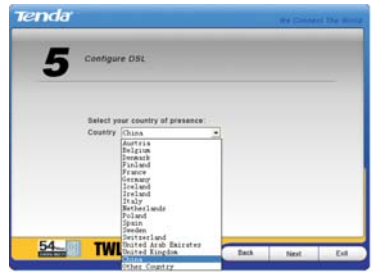 Tenda
We Connect The World
5
Configure DSL
Select your country of presence:
Country China
Austria
Belgium
Denmark
Finland
France
Germany
Iceland
Ireland
Italy
Netherlands
Poland
Spain
Sweden
Switzerland
United Arab Emirates
United Kingdom
China
Other Country
54
TWL
Back Next Exit